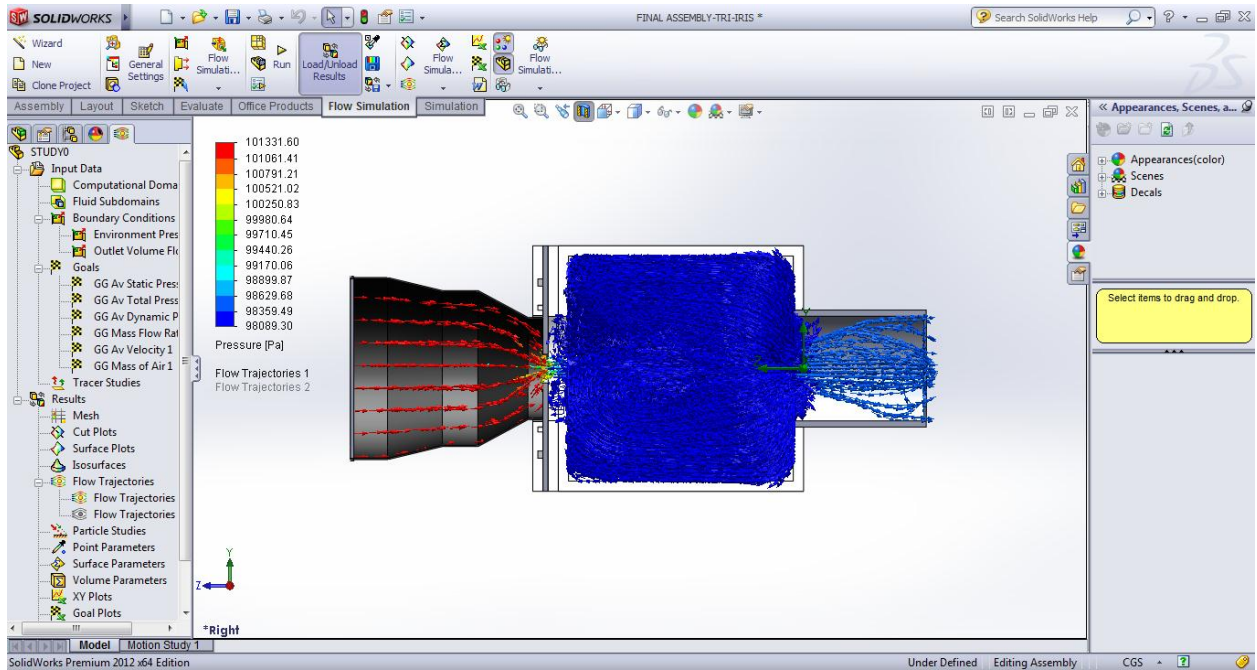 SOLIDWORKS
FINAL ASSEMBLY-TRI-IRIS *
Search SolidWorks Help
Wizard
New
Clone Project
General Settings
Flow Simulati...
Run
Load/Unload Results
Flow Simula...
Flow Simulati...
Assembly Layout Sketch Evaluate Office Products Flow Simulation Simulation
STUDY0
Input Data
Computational Doma
Fluid Subdomains
Boundary Conditions
Environment Pres
Outlet Volume Flo
Goals
GG Av Static Press
GG Av Total Press
GG Av Dynamic P
GG Mass Flow Rat
GG Av Velocity 1
GG Mass of Air 1
Tracer Studies
Results
Mesh
Cut Plots
Surface Plots
Isosurfaces
Flow Trajectories
Flow Trajectories
Flow Trajectories
Particle Studies
Point Parameters
Surface Parameters
Volume Parameters
XY Plots
Goal Plots
101331.60
101061.41
100791.21
100521.02
100250.83
99980.64
99710.45
99440.26
99170.06
98899.87
98629.68
98359.49
98089.30
Pressure [Pa]
Flow Trajectories 1
Flow Trajectories 2
Y
Y
Z
*Right
Appearances, Scenes, a...
Appearances(color)
Scenes
Decals
Select items to drag and drop.
Model Motion Study 1
SolidWorks Premium 2012 x64 Edition
Under Defined Editing Assembly CGS